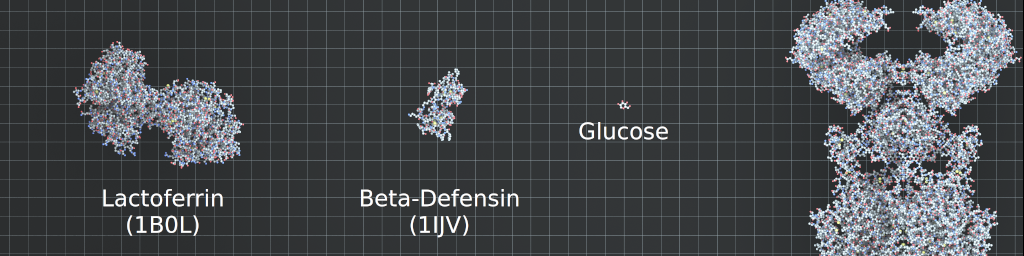 Lactoferrin
(1B0L)
Beta-Defensin
(1IJV)
Glucose